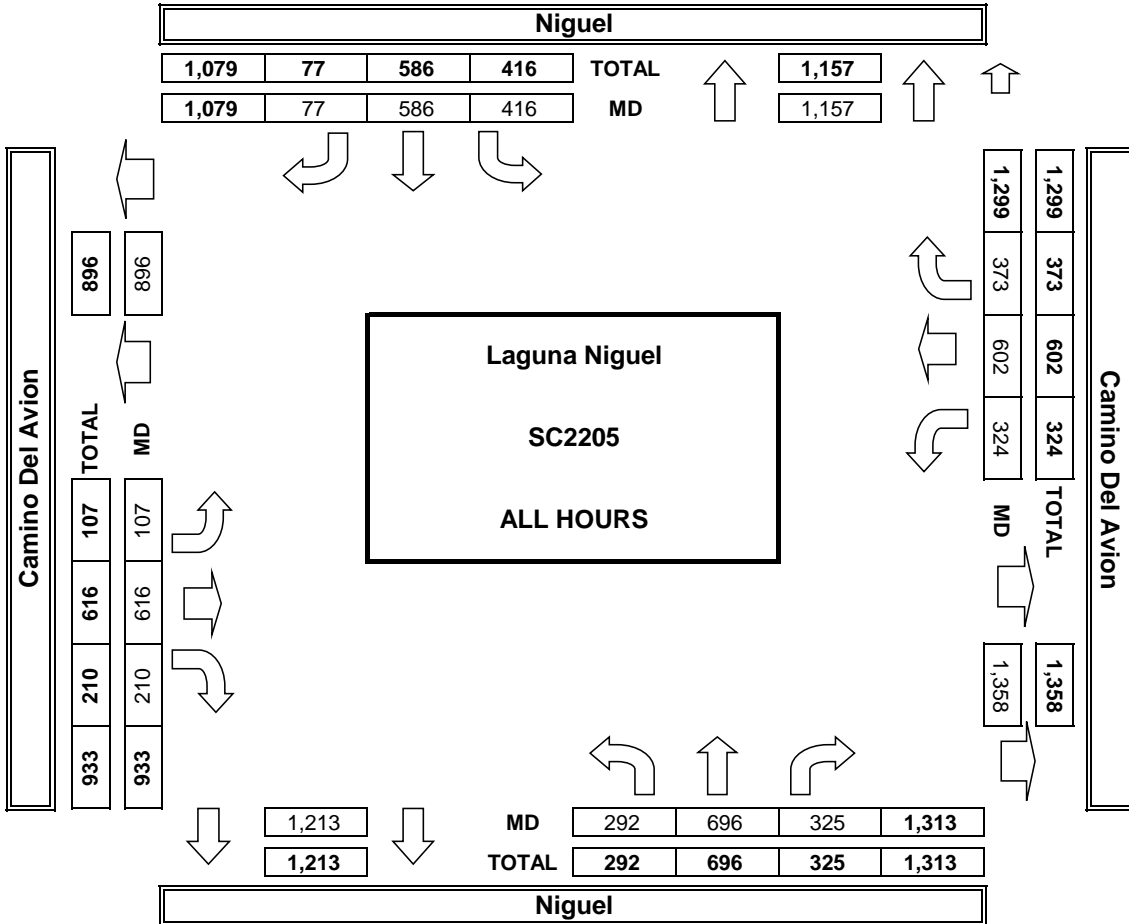 Niguel
1,079 77 586 416 TOTAL 1,157
1,079 77 586 416 MD 1,157
Camino Del Avion
TOTAL 896
MD 896
107 616 210 933
107 616 210 933
Laguna Niguel
SC2205
ALL HOURS
1,299 373 602 324 MD 1,358
1,299 373 602 324 TOTAL 1,358
Camino Del Avion
1,213 MD 292 696 325 1,313
1,213 TOTAL 292 696 325 1,313
Niguel